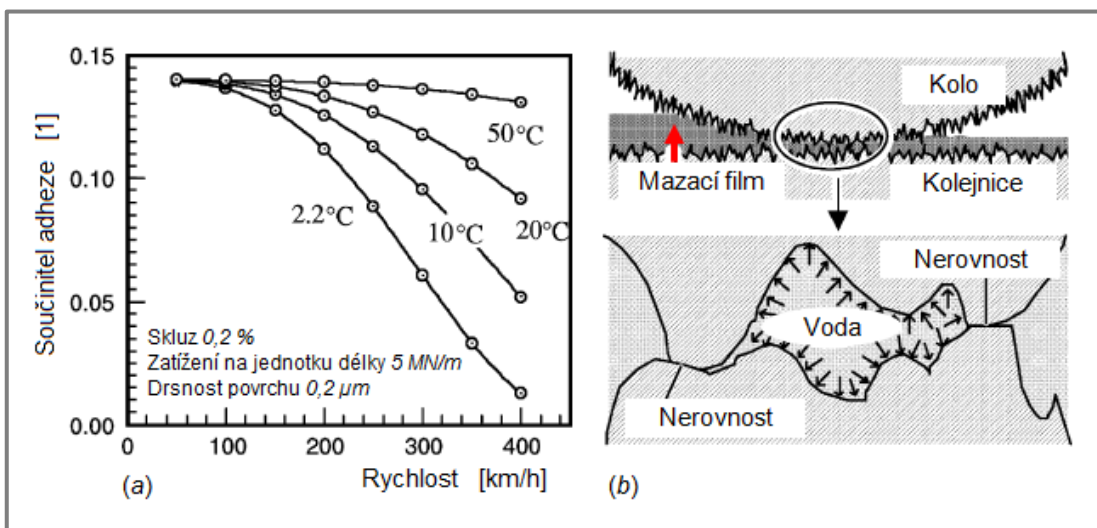 0.15
0.10
0.05
0.00
Součinitel adheze [1]
50°C
20°C
10°C
2.2°C
Skluz 0,2 %
Zatížení na jednotku délky 5 MN/m
Drsnost povrchu 0,2 µm
0 100 200 300 400
Rychlost [km/h]
(a)
Kolo
Mazací film
Kolejnice
Nerovnost
Voda
Nerovnost
(b)